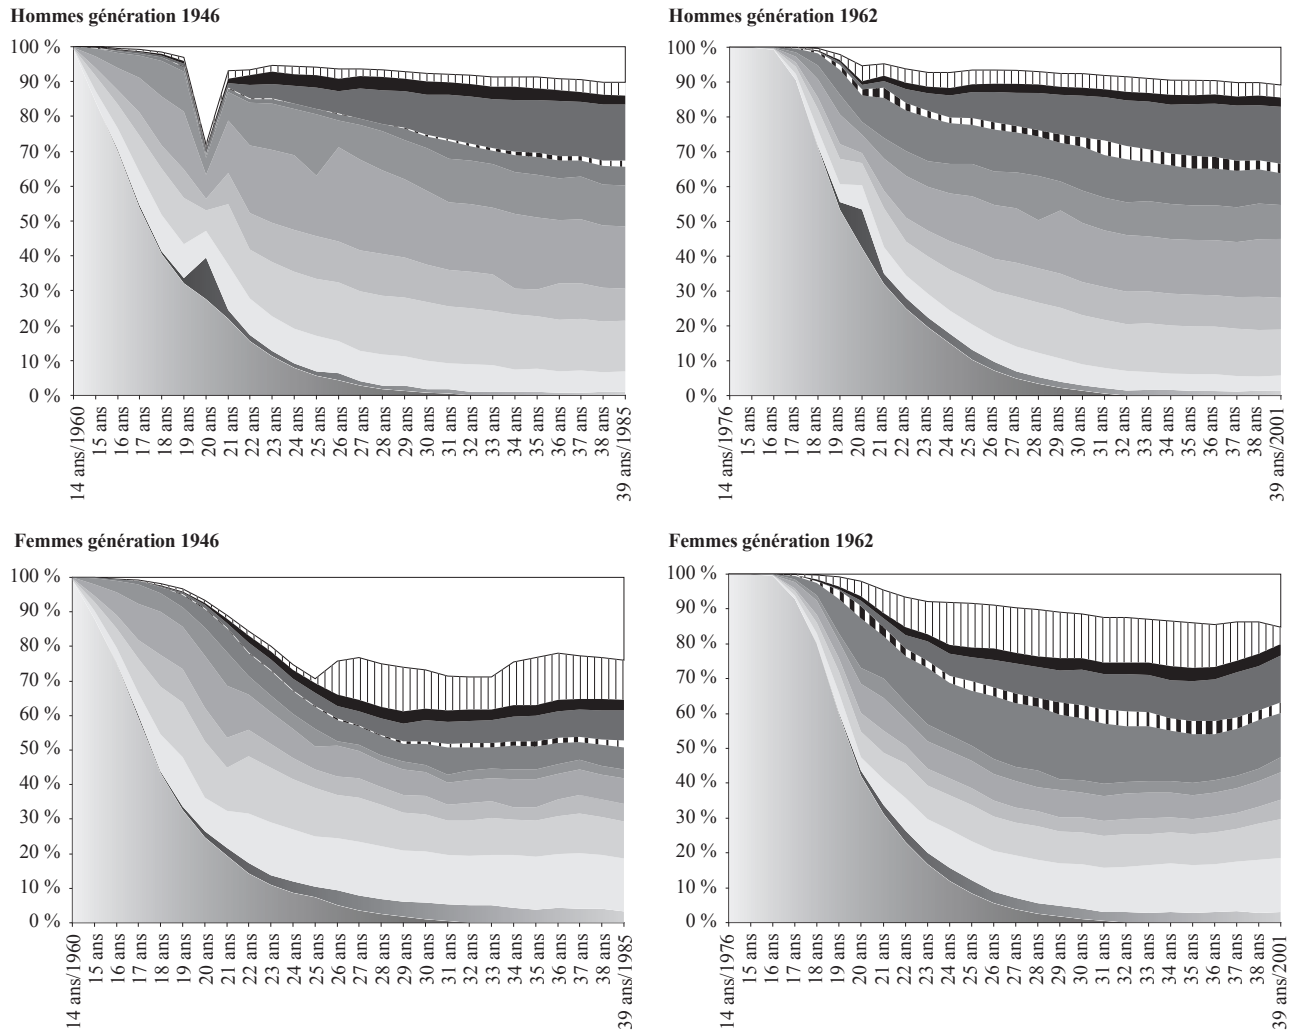 Hommes génération 1946
100 %
90 %
80 %
70 %
60 %
50 %
40 %
30 %
20 %
10 %
0 %
14 ans/1960
15 ans
16 ans
17 ans
18 ans
19 ans
20 ans
21 ans
22 ans
23 ans
24 ans
25 ans
26 ans
27 ans
28 ans
29 ans
30 ans
31 ans
32 ans
33 ans
34 ans
35 ans
36 ans
37 ans
38 ans
39 ans/1985
Hommes génération 1962
100 %
90 %
80 %
70 %
60 %
50 %
40 %
30 %
20 %
10 %
0 %
14 ans/1976
15 ans
16 ans
17 ans
18 ans
19 ans
20 ans
21 ans
22 ans
23 ans
24 ans
25 ans
26 ans
27 ans
28 ans
29 ans
30 ans
31 ans
32 ans
33 ans
34 ans
35 ans
36 ans
37 ans
38 ans
39 ans/2001
Femmes génération 1946
100 %
90 %
80 %
70 %
60 %
50 %
40 %
30 %
20 %
10 %
0 %
14 ans/1960
15 ans
16 ans
17 ans
18 ans
19 ans
20 ans
21 ans
22 ans
23 ans
24 ans
25 ans
26 ans
27 ans
28 ans
29 ans
30 ans
31 ans
32 ans
33 ans
34 ans
35 ans
36 ans
37 ans
38 ans
39 ans/1985
Femmes génération 1962
100 %
90 %
80 %
70 %
60 %
50 %
40 %
30 %
20 %
10 %
0 %
14 ans/1976
15 ans
16 ans
17 ans
18 ans
19 ans
20 ans
21 ans
22 ans
23 ans
24 ans
25 ans
26 ans
27 ans
28 ans
29 ans
30 ans
31 ans
32 ans
33 ans
34 ans
35 ans
36 ans
37 ans
38 ans
39 ans/2001